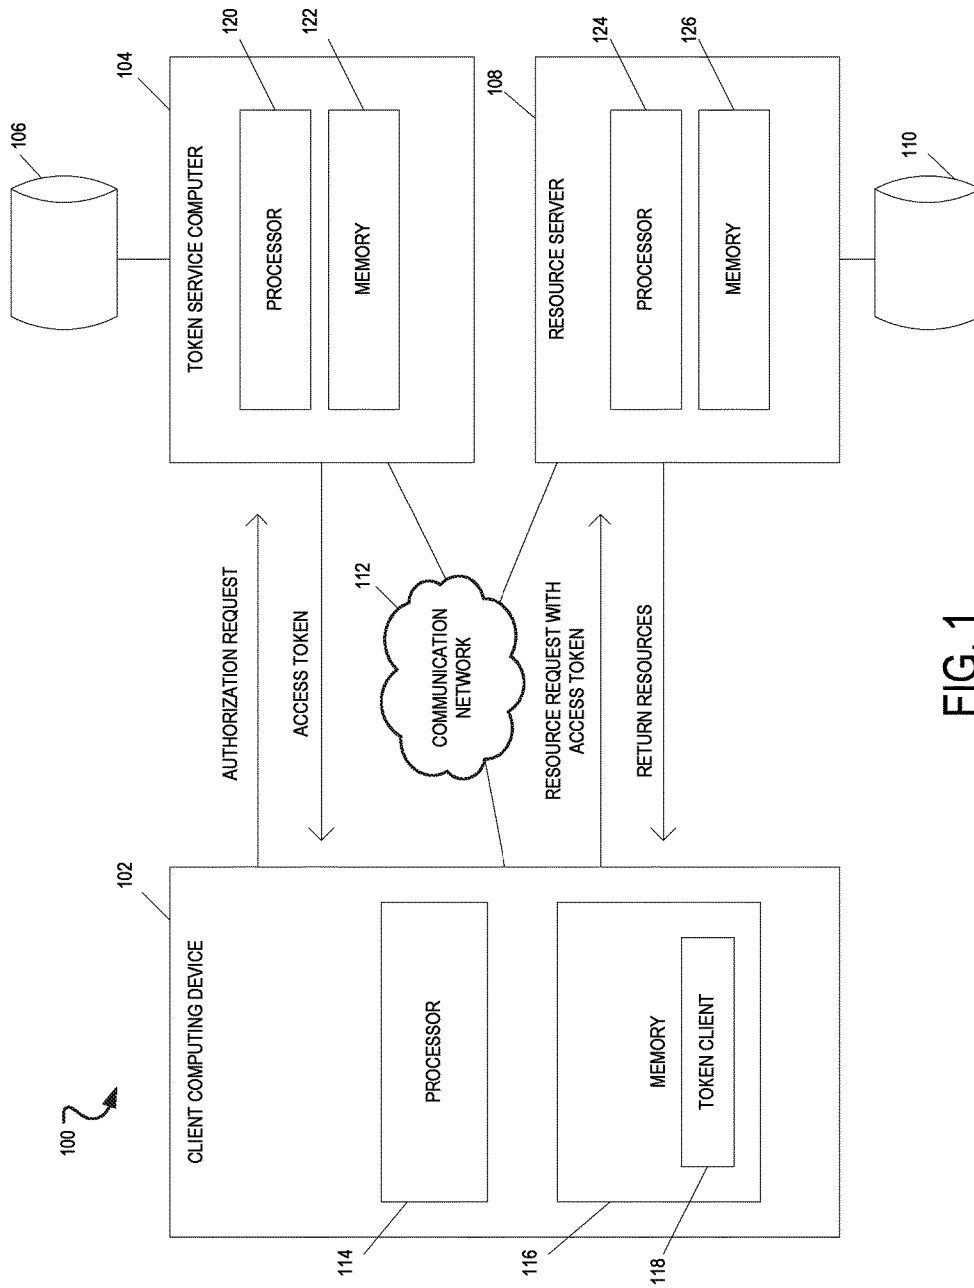 100
CLIENT COMPUTING DEVICE
102
PROCESSOR
114
MEMORY
116
TOKEN CLIENT
118
AUTHORIZATION REQUEST
ACCESS TOKEN
COMMUNICATION
NETWORK
112
RESOURCE REQUEST WITH
ACCESS TOKEN
RETURN RESOURCES
106
TOKEN SERVICE COMPUTER
104
PROCESSOR
120
MEMORY
122
RESOURCE SERVER
108
PROCESSOR
124
MEMORY
126
110
FIG. 1